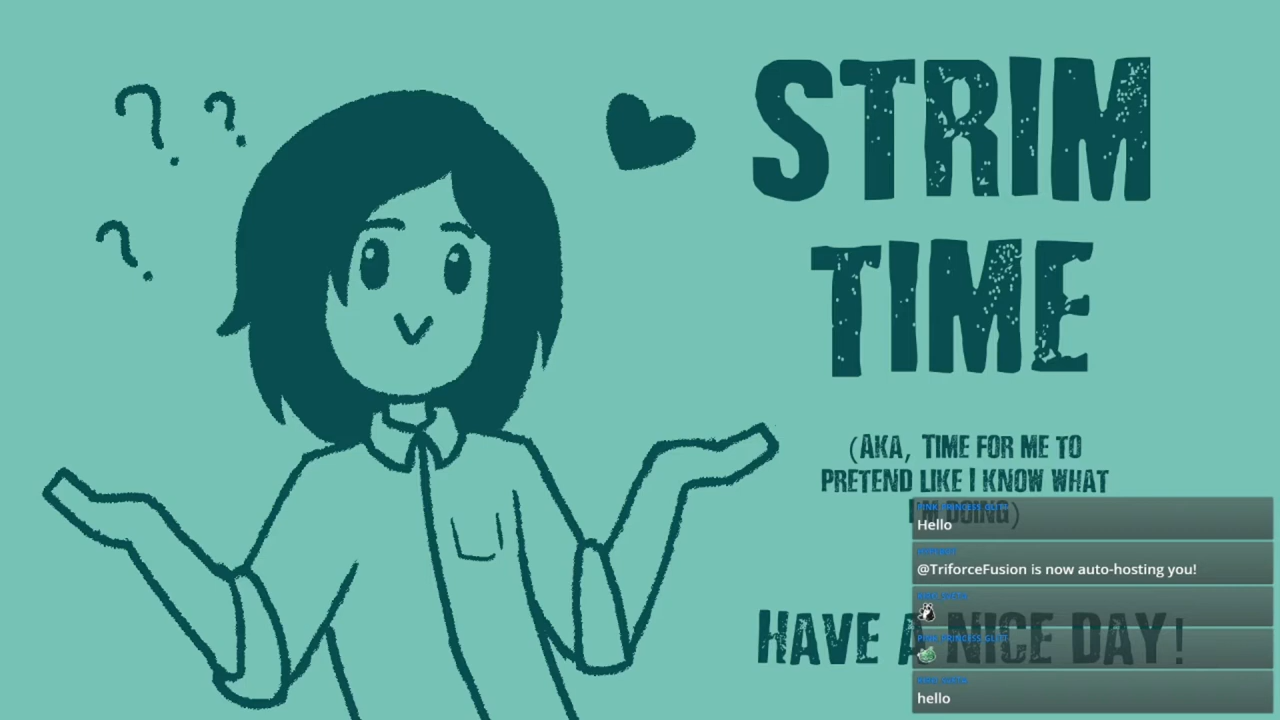 STRIM
TIME
(AKA, TIME FOR ME TO
PRETEND LIKE I KNOW WHAT
I'M DOING)
HAVE A NICE DAY!
Hello
@TriforceFusion is now auto-hosting you!
hello